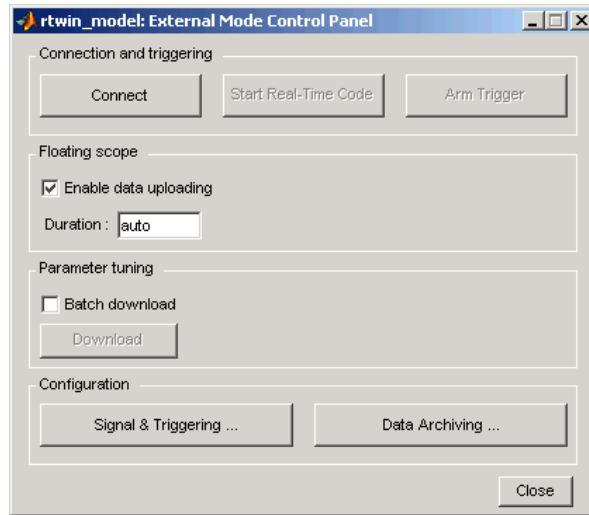 rtwin_model: External Mode Control Panel
Connection and triggering
Connect Start Real-Time Code Arm Trigger
Floating scope
Enable data uploading
Duration : auto
Parameter tuning
Batch download
Download
Configuration
Signal & Triggering ... Data Archiving ...
Close